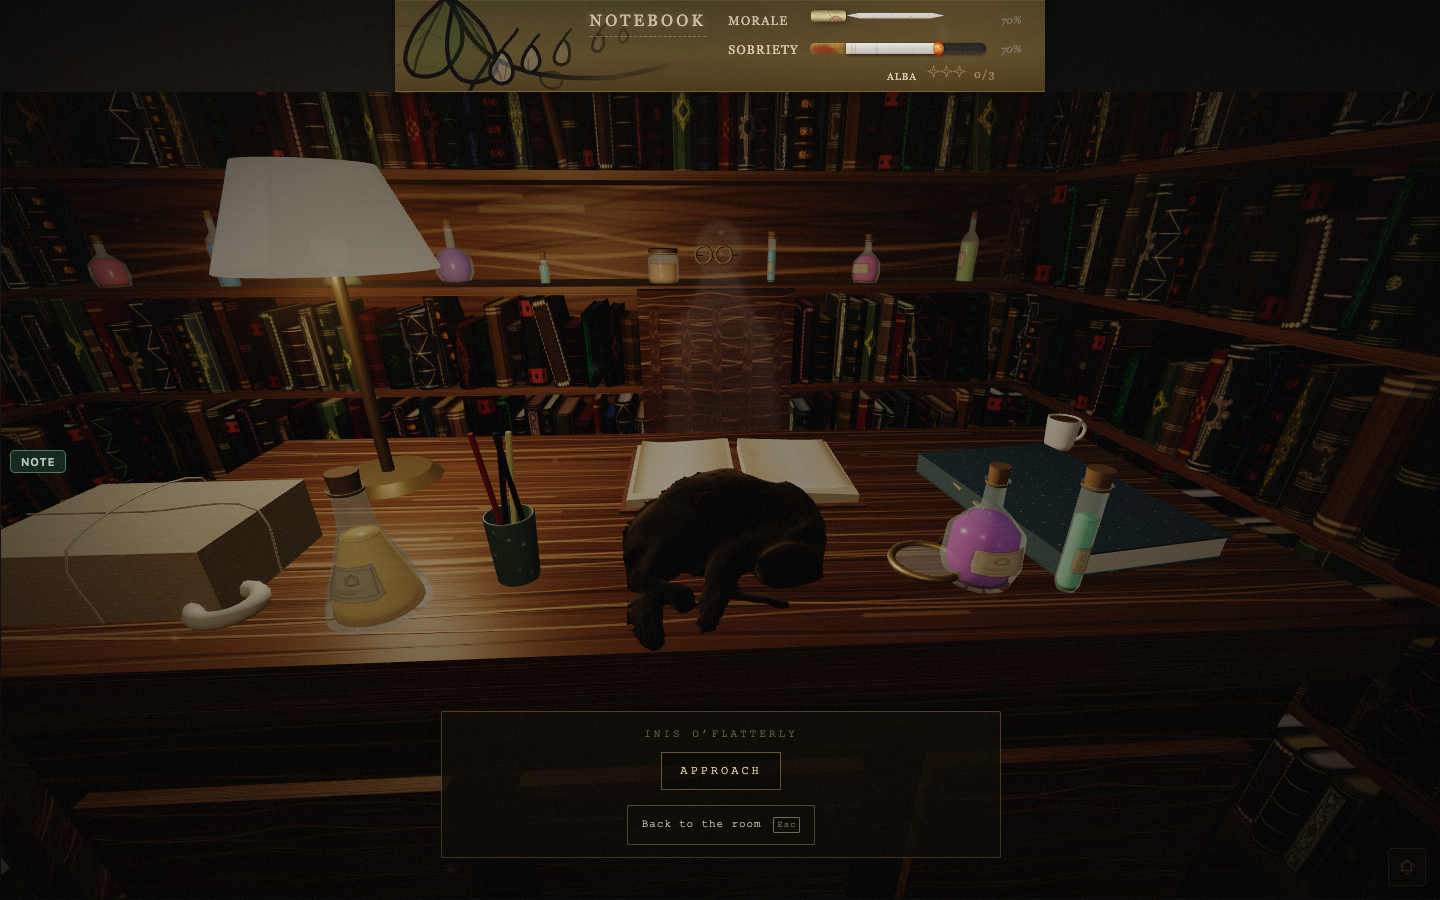 NOTEBOOK
MORALE
70%
SOBRIETY
70%
ALBA
0/3
NOTE
INIS O'FLATTERLY
APPROACH
Back to the room Esc